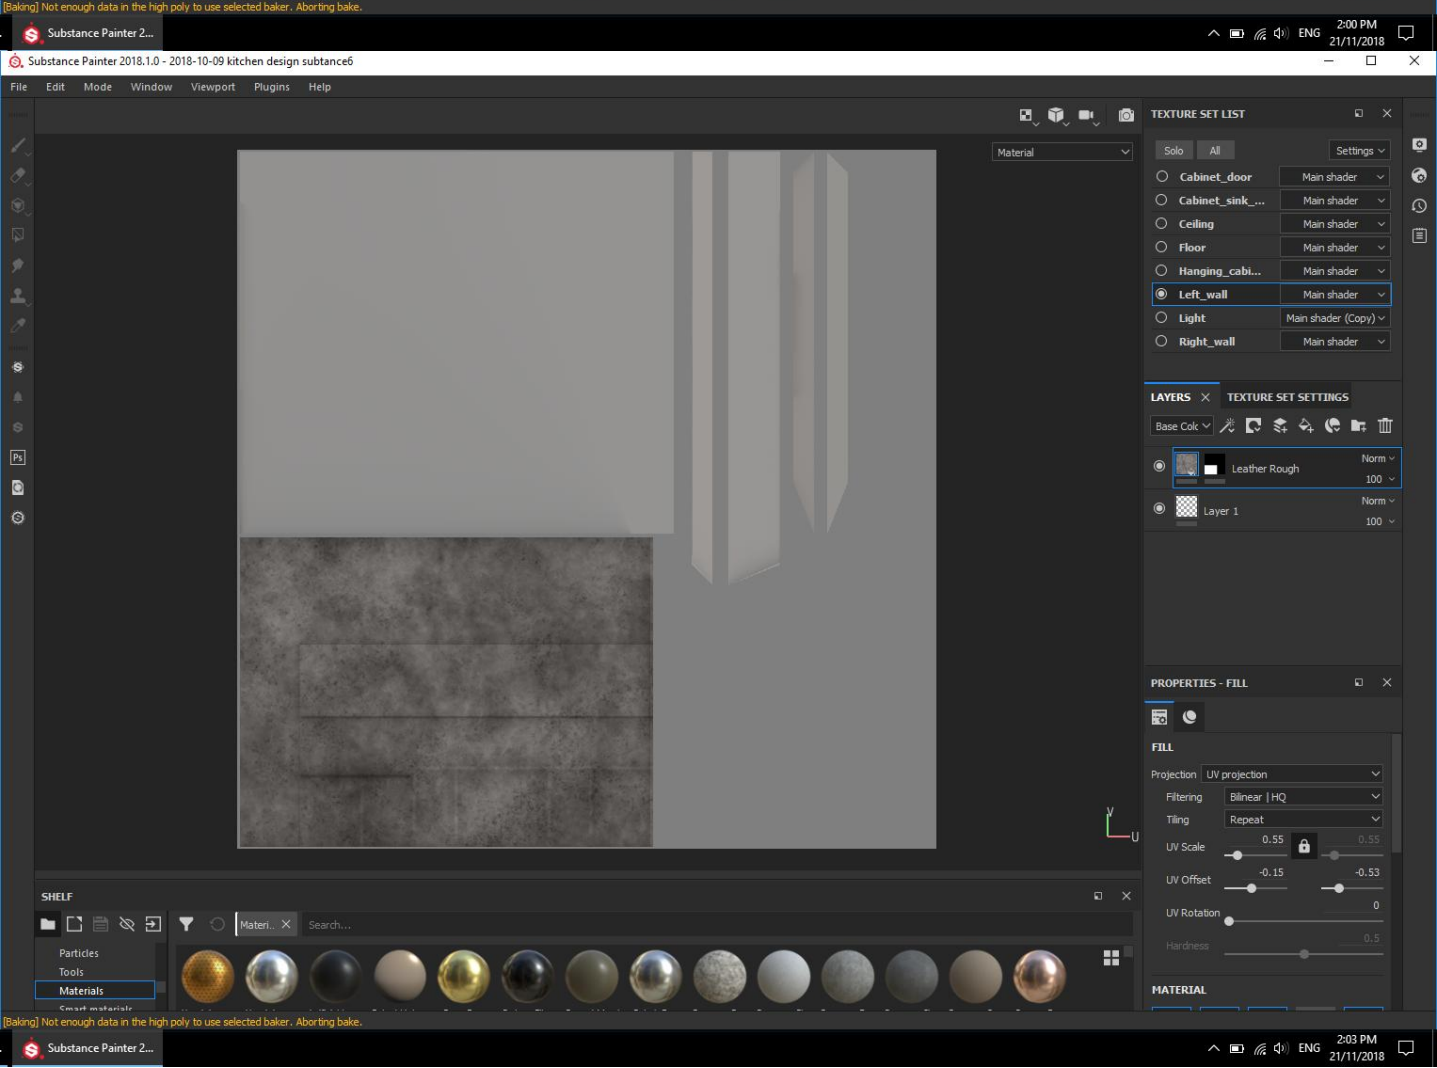 [Baking] Not enough data in the high poly to use selected baker. Aborting bake.
Substance Painter 2...
ENG
2:00 PM
21/11/2018
Substance Painter 2018.1.0 - 2018-10-09 kitchen design subtance6
File Edit Mode Window Viewport Plugins Help
Material
TEXTURE SET LIST
Solo All Settings
Cabinet_door Main shader
Cabinet_sink_... Main shader
Ceiling Main shader
Floor Main shader
Hanging_cabi... Main shader
Left_wall Main shader
Light Main shader (Copy)
Right_wall Main shader
LAYERS TEXTURE SET SETTINGS
Base Colc
Leather Rough Norm
100
Layer 1 Norm
100
Ps
PROPERTIES - FILL
FILL
Projection UV projection
Filtering Bilinear | HQ
Tiling Repeat
UV Scale 0.55 0.55
UV Offset -0.15 -0.53
UV Rotation 0
Hardness 0.5
MATERIAL
V
U
SHELF
Materi.. Search...
Particles
Tools
Materials
Smart materials
[Baking] Not enough data in the high poly to use selected baker. Aborting bake.
Substance Painter 2...
ENG
2:03 PM
21/11/2018